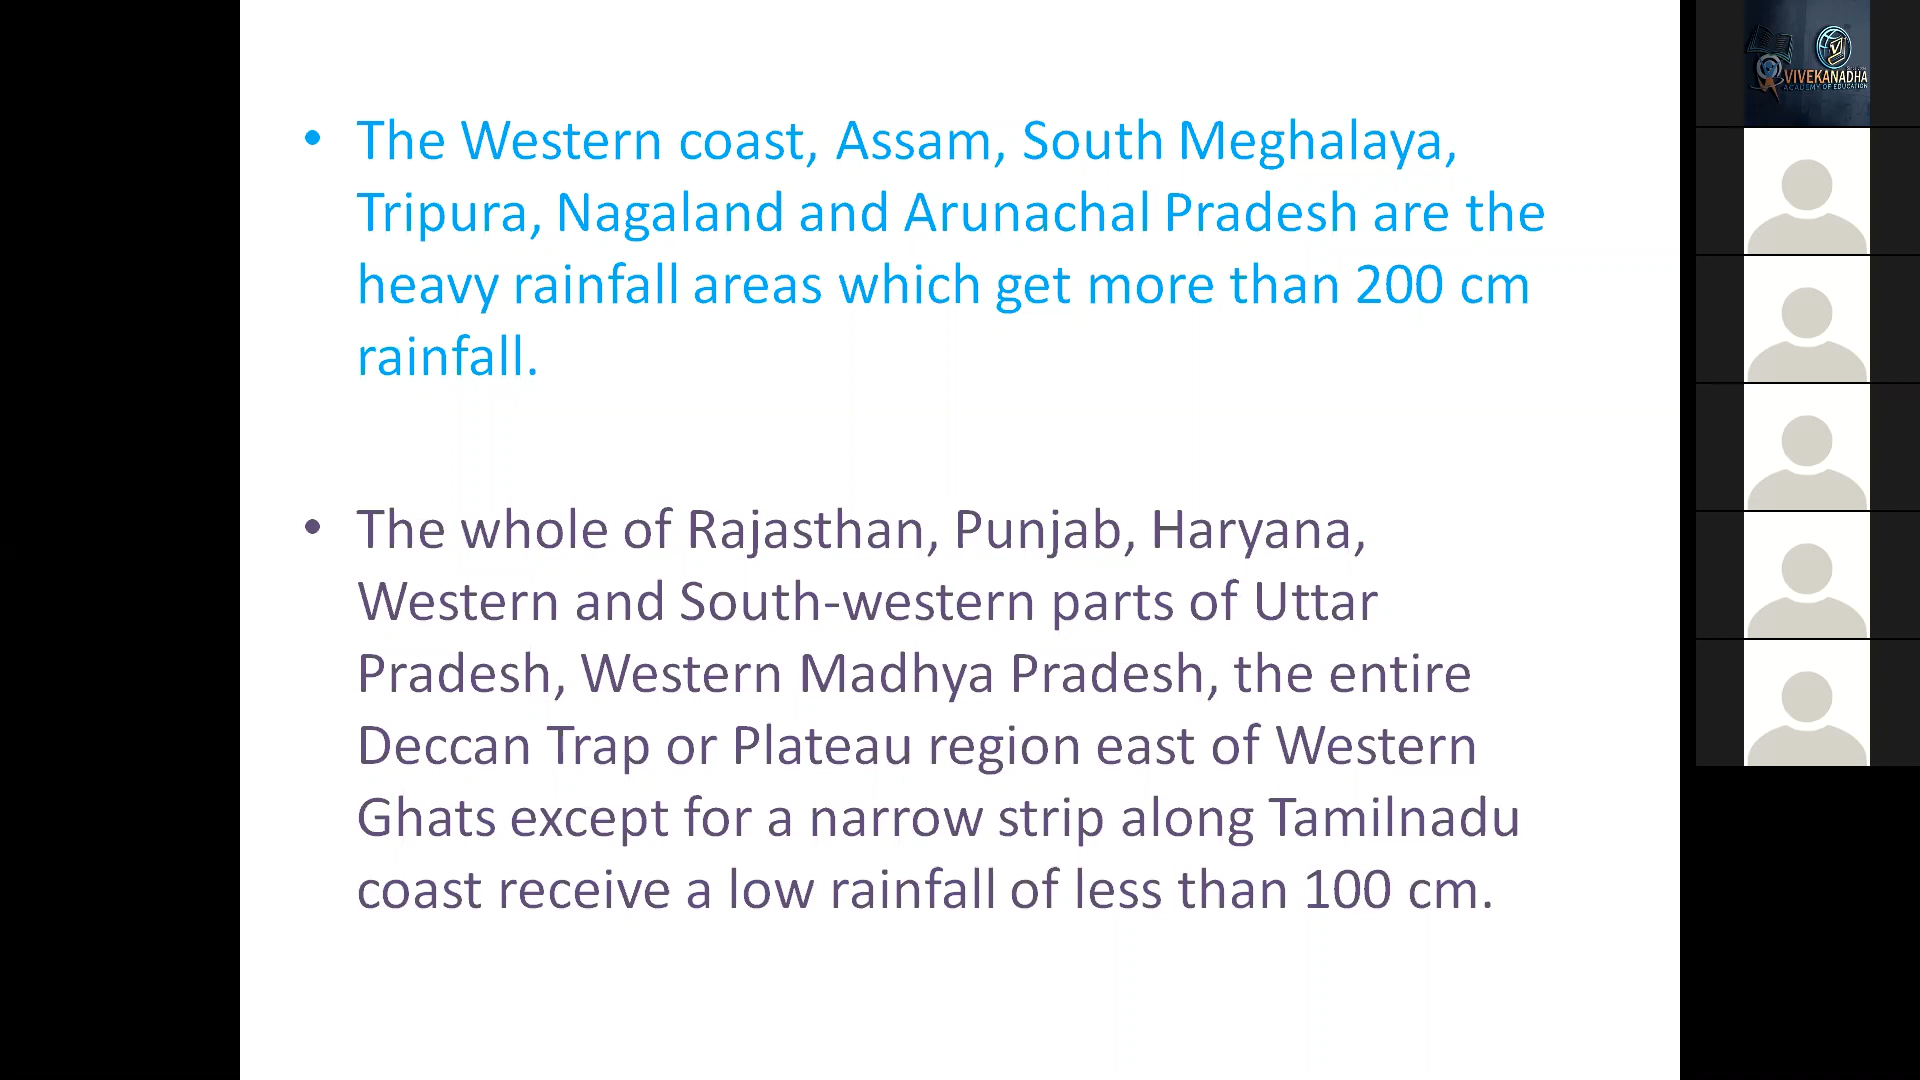 • The Western coast, Assam, South Meghalaya,
Tripura, Nagaland and Arunachal Pradesh are the
heavy rainfall areas which get more than 200 cm
rainfall.
• The whole of Rajasthan, Punjab, Haryana,
Western and South-western parts of Uttar
Pradesh, Western Madhya Pradesh, the entire
Deccan Trap or Plateau region east of Western
Ghats except for a narrow strip along Tamilnadu
coast receive a low rainfall of less than 100 cm.
VIVEKANADHA
ACADEMY OF EDUCATION